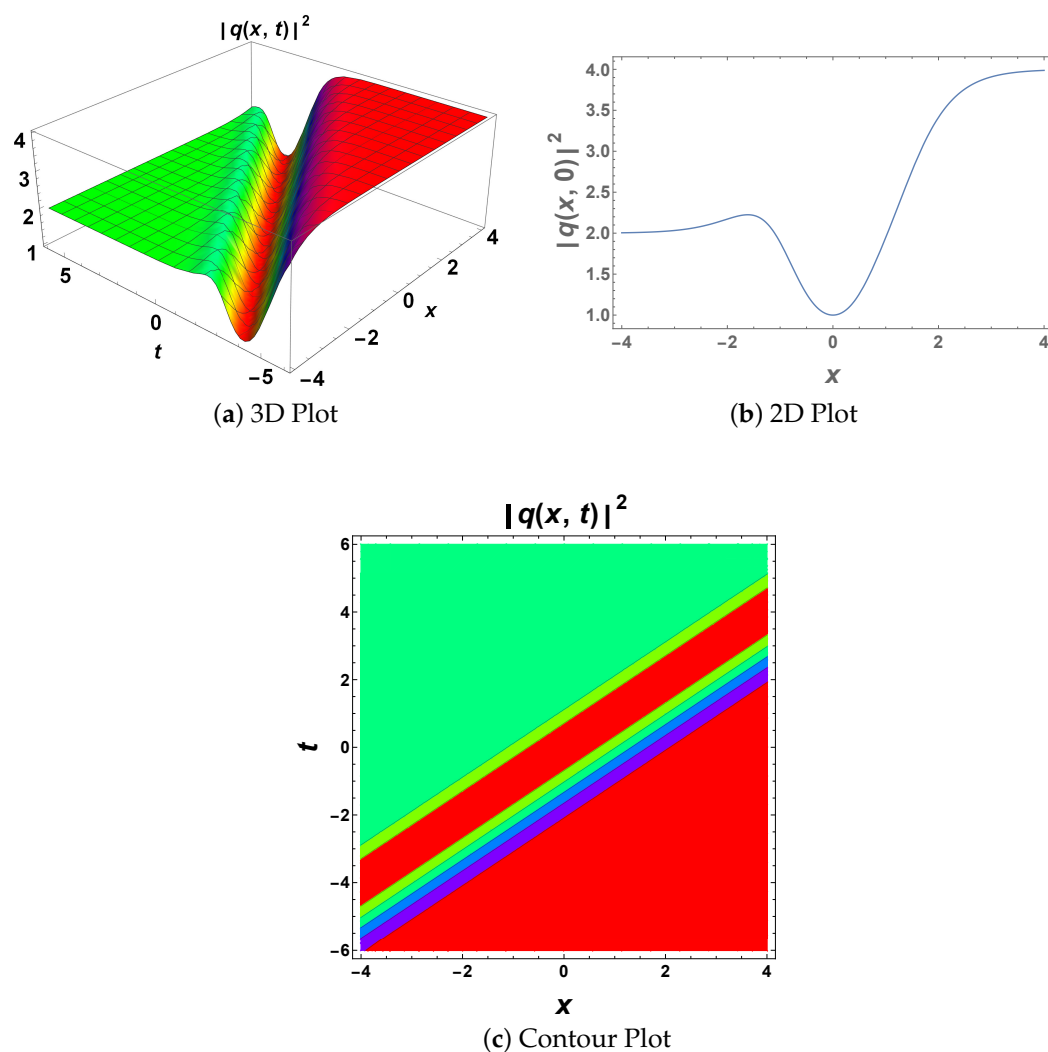 |q(x, t)|²
4
3
2
1
5
0
t
−5
−4
−2
0
x
2
4
(a) 3D Plot
|q(x, 0)|²
4.0
3.5
3.0
2.5
2.0
1.5
1.0
−4 −2 0 2 4
x
(b) 2D Plot
|q(x, t)|²
6
4
2
0
−2
−4
−6
t
−4 −2 0 2 4
x
(c) Contour Plot